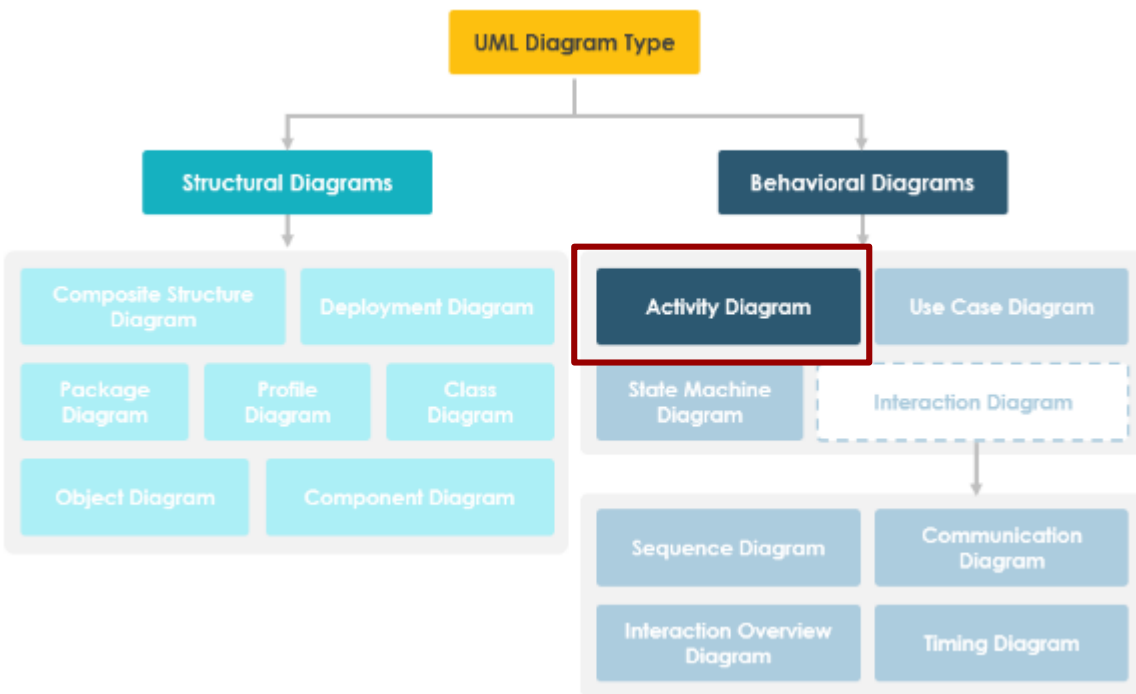 UML Diagram Type
Structural Diagrams
Behavioral Diagrams
Composite Structure
Diagram
Deployment Diagram
Activity Diagram
Use Case Diagram
Package
Diagram
Profile
Diagram
Class
Diagram
State Machine
Diagram
Interaction Diagram
Object Diagram
Component Diagram
Sequence Diagram
Communication
Diagram
Interaction Overview
Diagram
Timing Diagram